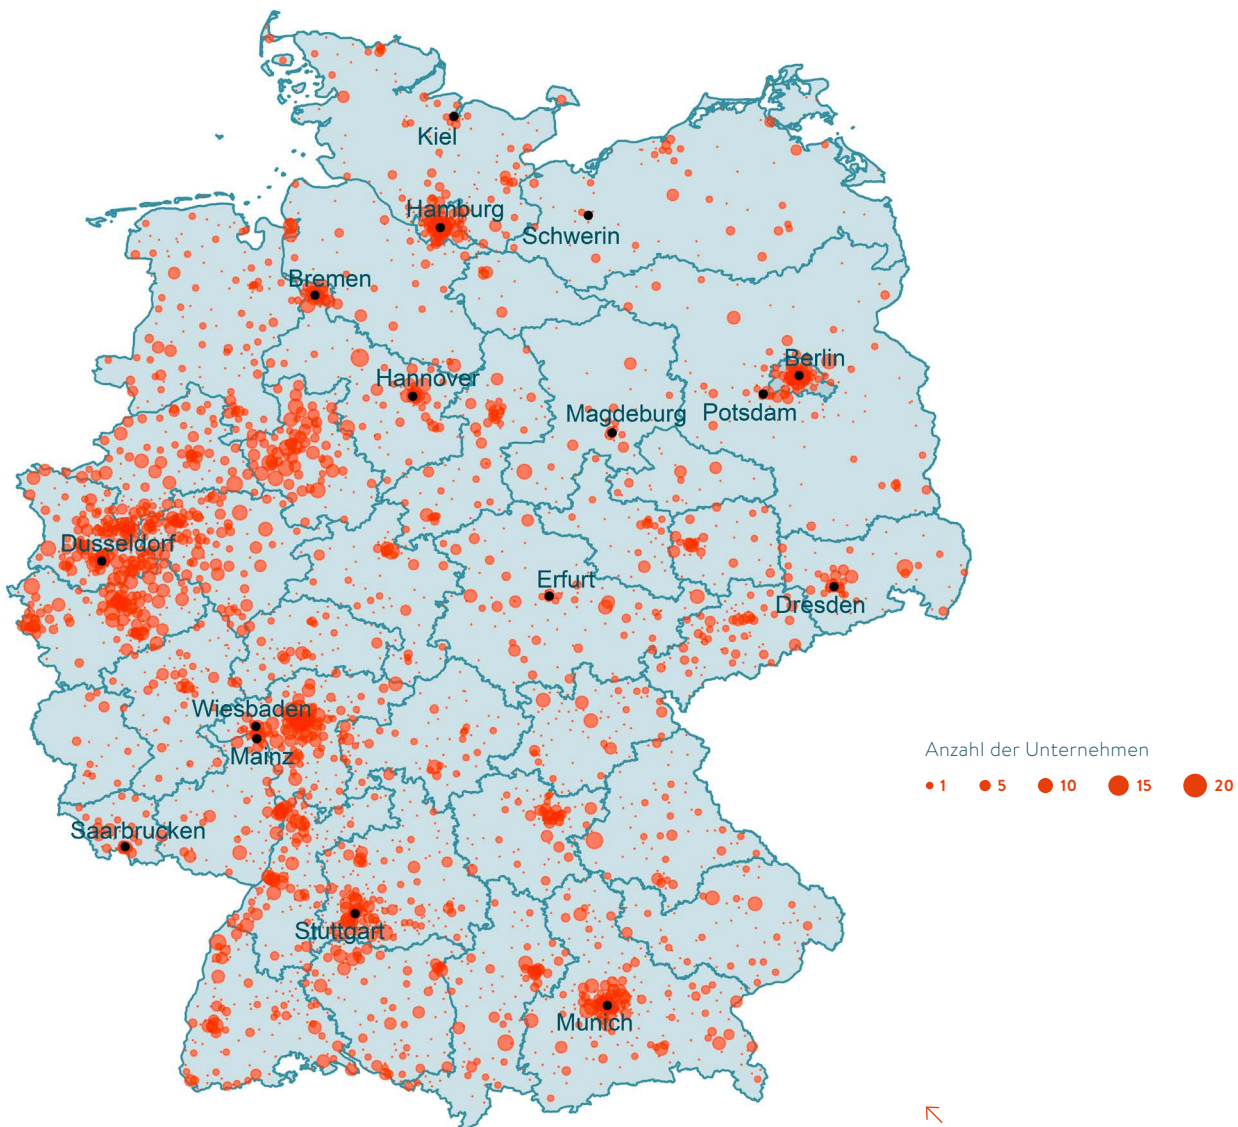 Kiel
Hamburg
Schwerin
Bremen
Berlin
Hannover
Magdeburg
Potsdam
Dusseldorf
Erfurt
Dresden
Wiesbaden
Mainz
Anzahl der Unternehmen
1 5 10 15 20
Saarbrucken
Stuttgart
Munich